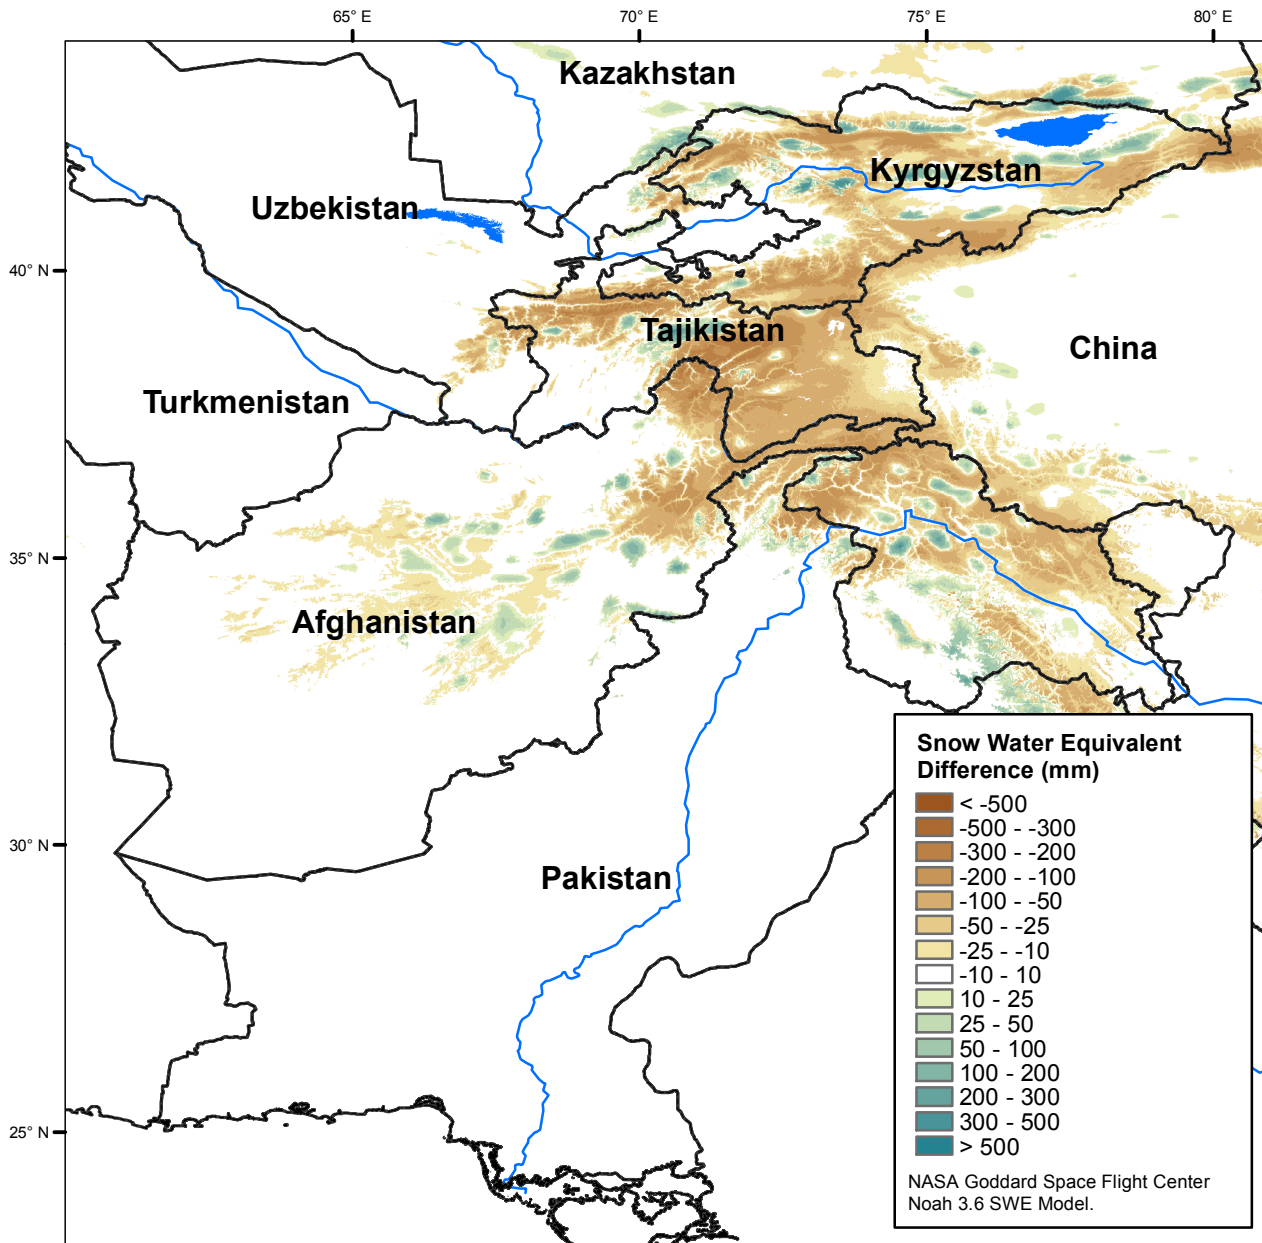 65° E
70° E
75° E
80° E
Kazakhstan
Kyrgyzstan
Uzbekistan
40° N
Tajikistan
China
Turkmenistan
35° N
Afghanistan
Snow Water Equivalent
Difference (mm)
< -500
-500 - -300
-300 - -200
-200 - -100
-100 - -50
-50 - -25
-25 - -10
-10 - 10
10 - 25
25 - 50
50 - 100
100 - 200
200 - 300
300 - 500
> 500
NASA Goddard Space Flight Center
Noah 3.6 SWE Model.
30° N
Pakistan
25° N